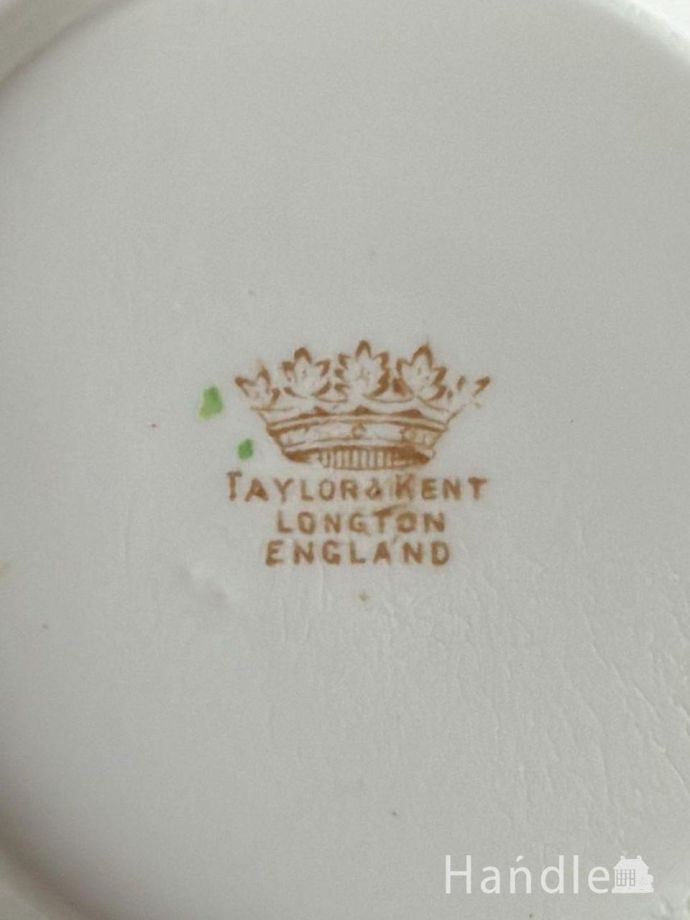 TAYLOR & KENT
LONGTON
ENGLAND
Handle